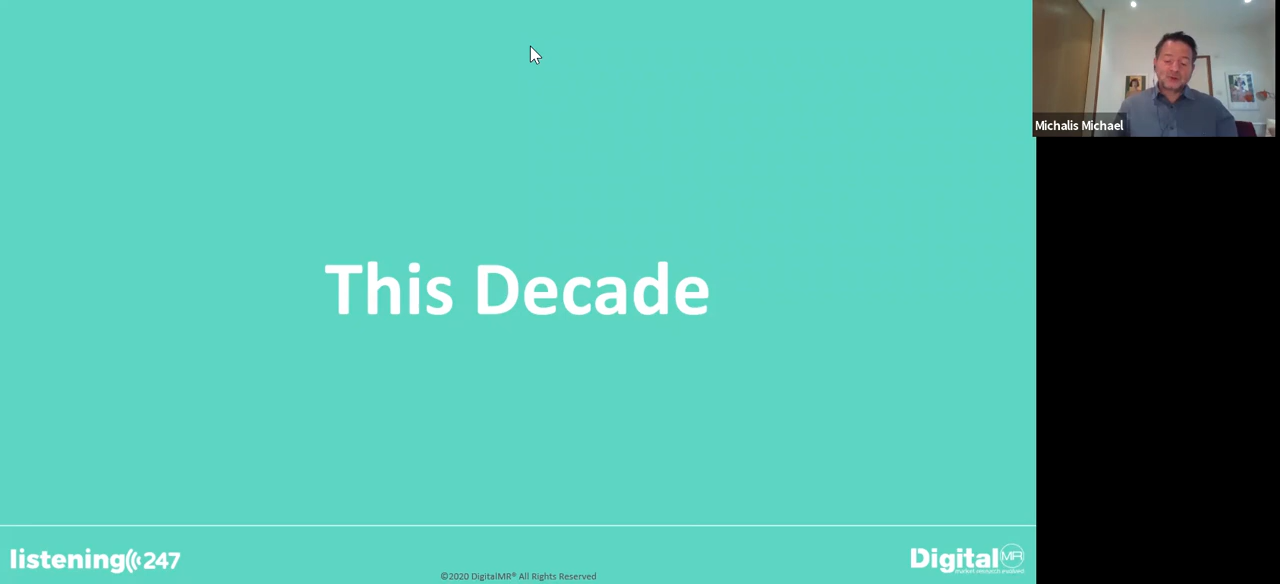 This Decade
Michalis Michael
listening 247
Digital MR
©2020 DigitalMR® All Rights Reserved